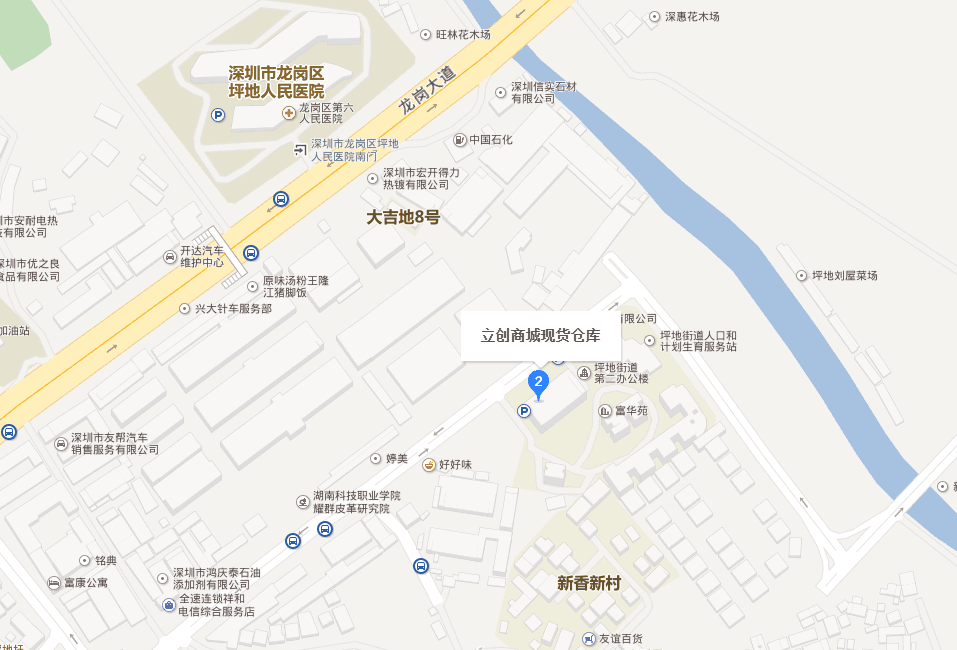 深惠花木场
旺林花木场
深圳市龙岗区
坪地人民医院
龙岗大道
深圳信实石材
有限公司
P
龙岗区第六
人民医院
中国石化
深圳市龙岗区坪地
人民医院南门
深圳市宏开得力
热镀有限公司
大吉地8号
圳市安耐电热
有限公司
开达汽车
维护中心
深圳市优之良
食品有限公司
原味汤粉王隆
江猪脚饭
坪地刘屋菜场
兴大针车服务部
加油站
有限公司
立创商城现货仓库
坪地街道人口和
计划生育服务站
坪地街道
第二办公楼
2
P
富华苑
深圳市友帮汽车
销售服务有限公司
婷美
好好味
湖南科技职业学院
耀群皮革研究院
铭典
富康公寓
深圳市鸿庆泰石油
添加剂有限公司
全速连锁祥和
电信综合服务店
新香新村
友谊百货